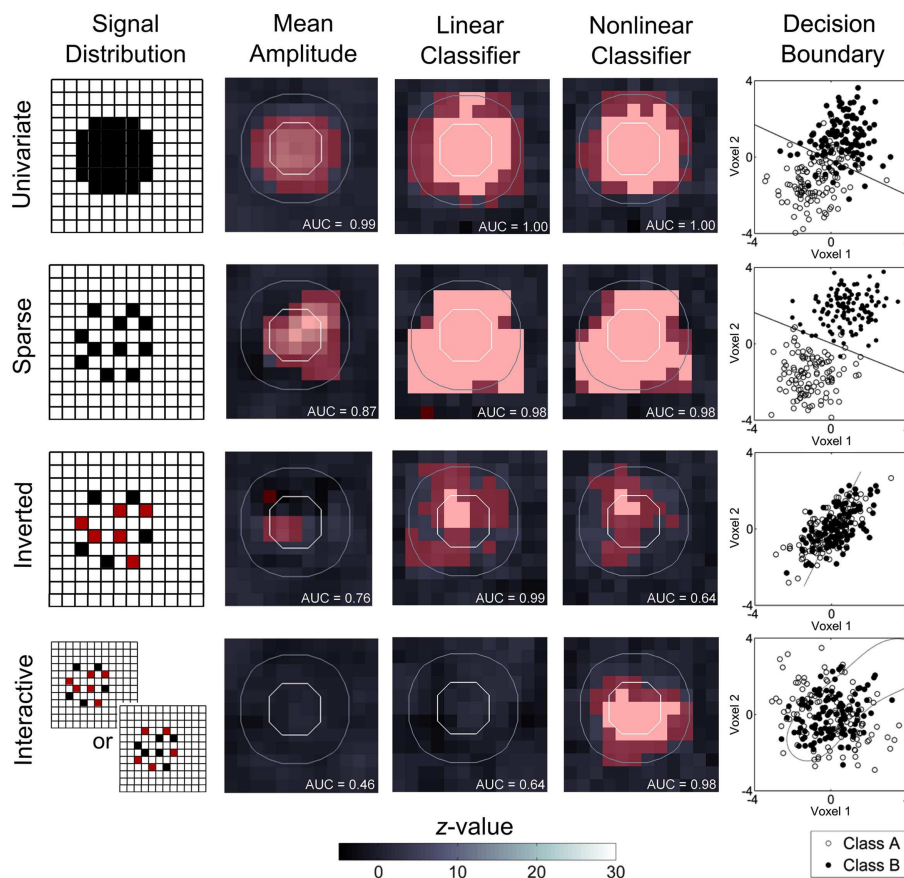 Signal Distribution
Mean Amplitude
Linear Classifier
Nonlinear Classifier
Decision Boundary
Univariate
AUC = 0.99
AUC = 1.00
AUC = 1.00
4
Voxel 2
0
-4
-4
0
4
Voxel 1
Sparse
AUC = 0.87
AUC = 0.98
AUC = 0.98
4
Voxel 2
0
-4
-4
0
4
Voxel 1
Inverted
AUC = 0.76
AUC = 0.99
AUC = 0.64
4
Voxel 2
0
-4
-4
0
4
Voxel 1
Interactive
or
AUC = 0.46
AUC = 0.64
AUC = 0.98
4
Voxel 2
0
-4
-4
0
4
Voxel 1
z-value
0
10
20
30
Class A
Class B